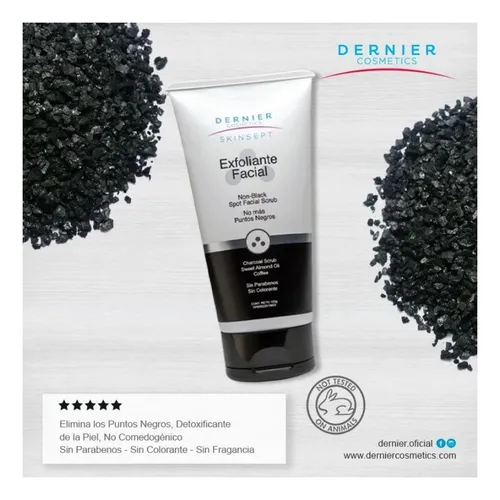 DERNIER
COSMETICS
DERNIER
COSMETICS
SKINSEPT
Exfoliante
Facial
Non-Black
Spot Facial Scrub
No más
Puntos Negros
Charcoal Scrub
Sweet Almond Oil
Coffee
Sin Parabenos
Sin Colorante
NOT TESTED
ON ANIMALS
Elimina los Puntos Negros, Detoxificante
de la Piel, No Comedogénico
Sin Parabenos - Sin Colorante - Sin Fragancia
dernier.oficial
www.derniercosmetics.com